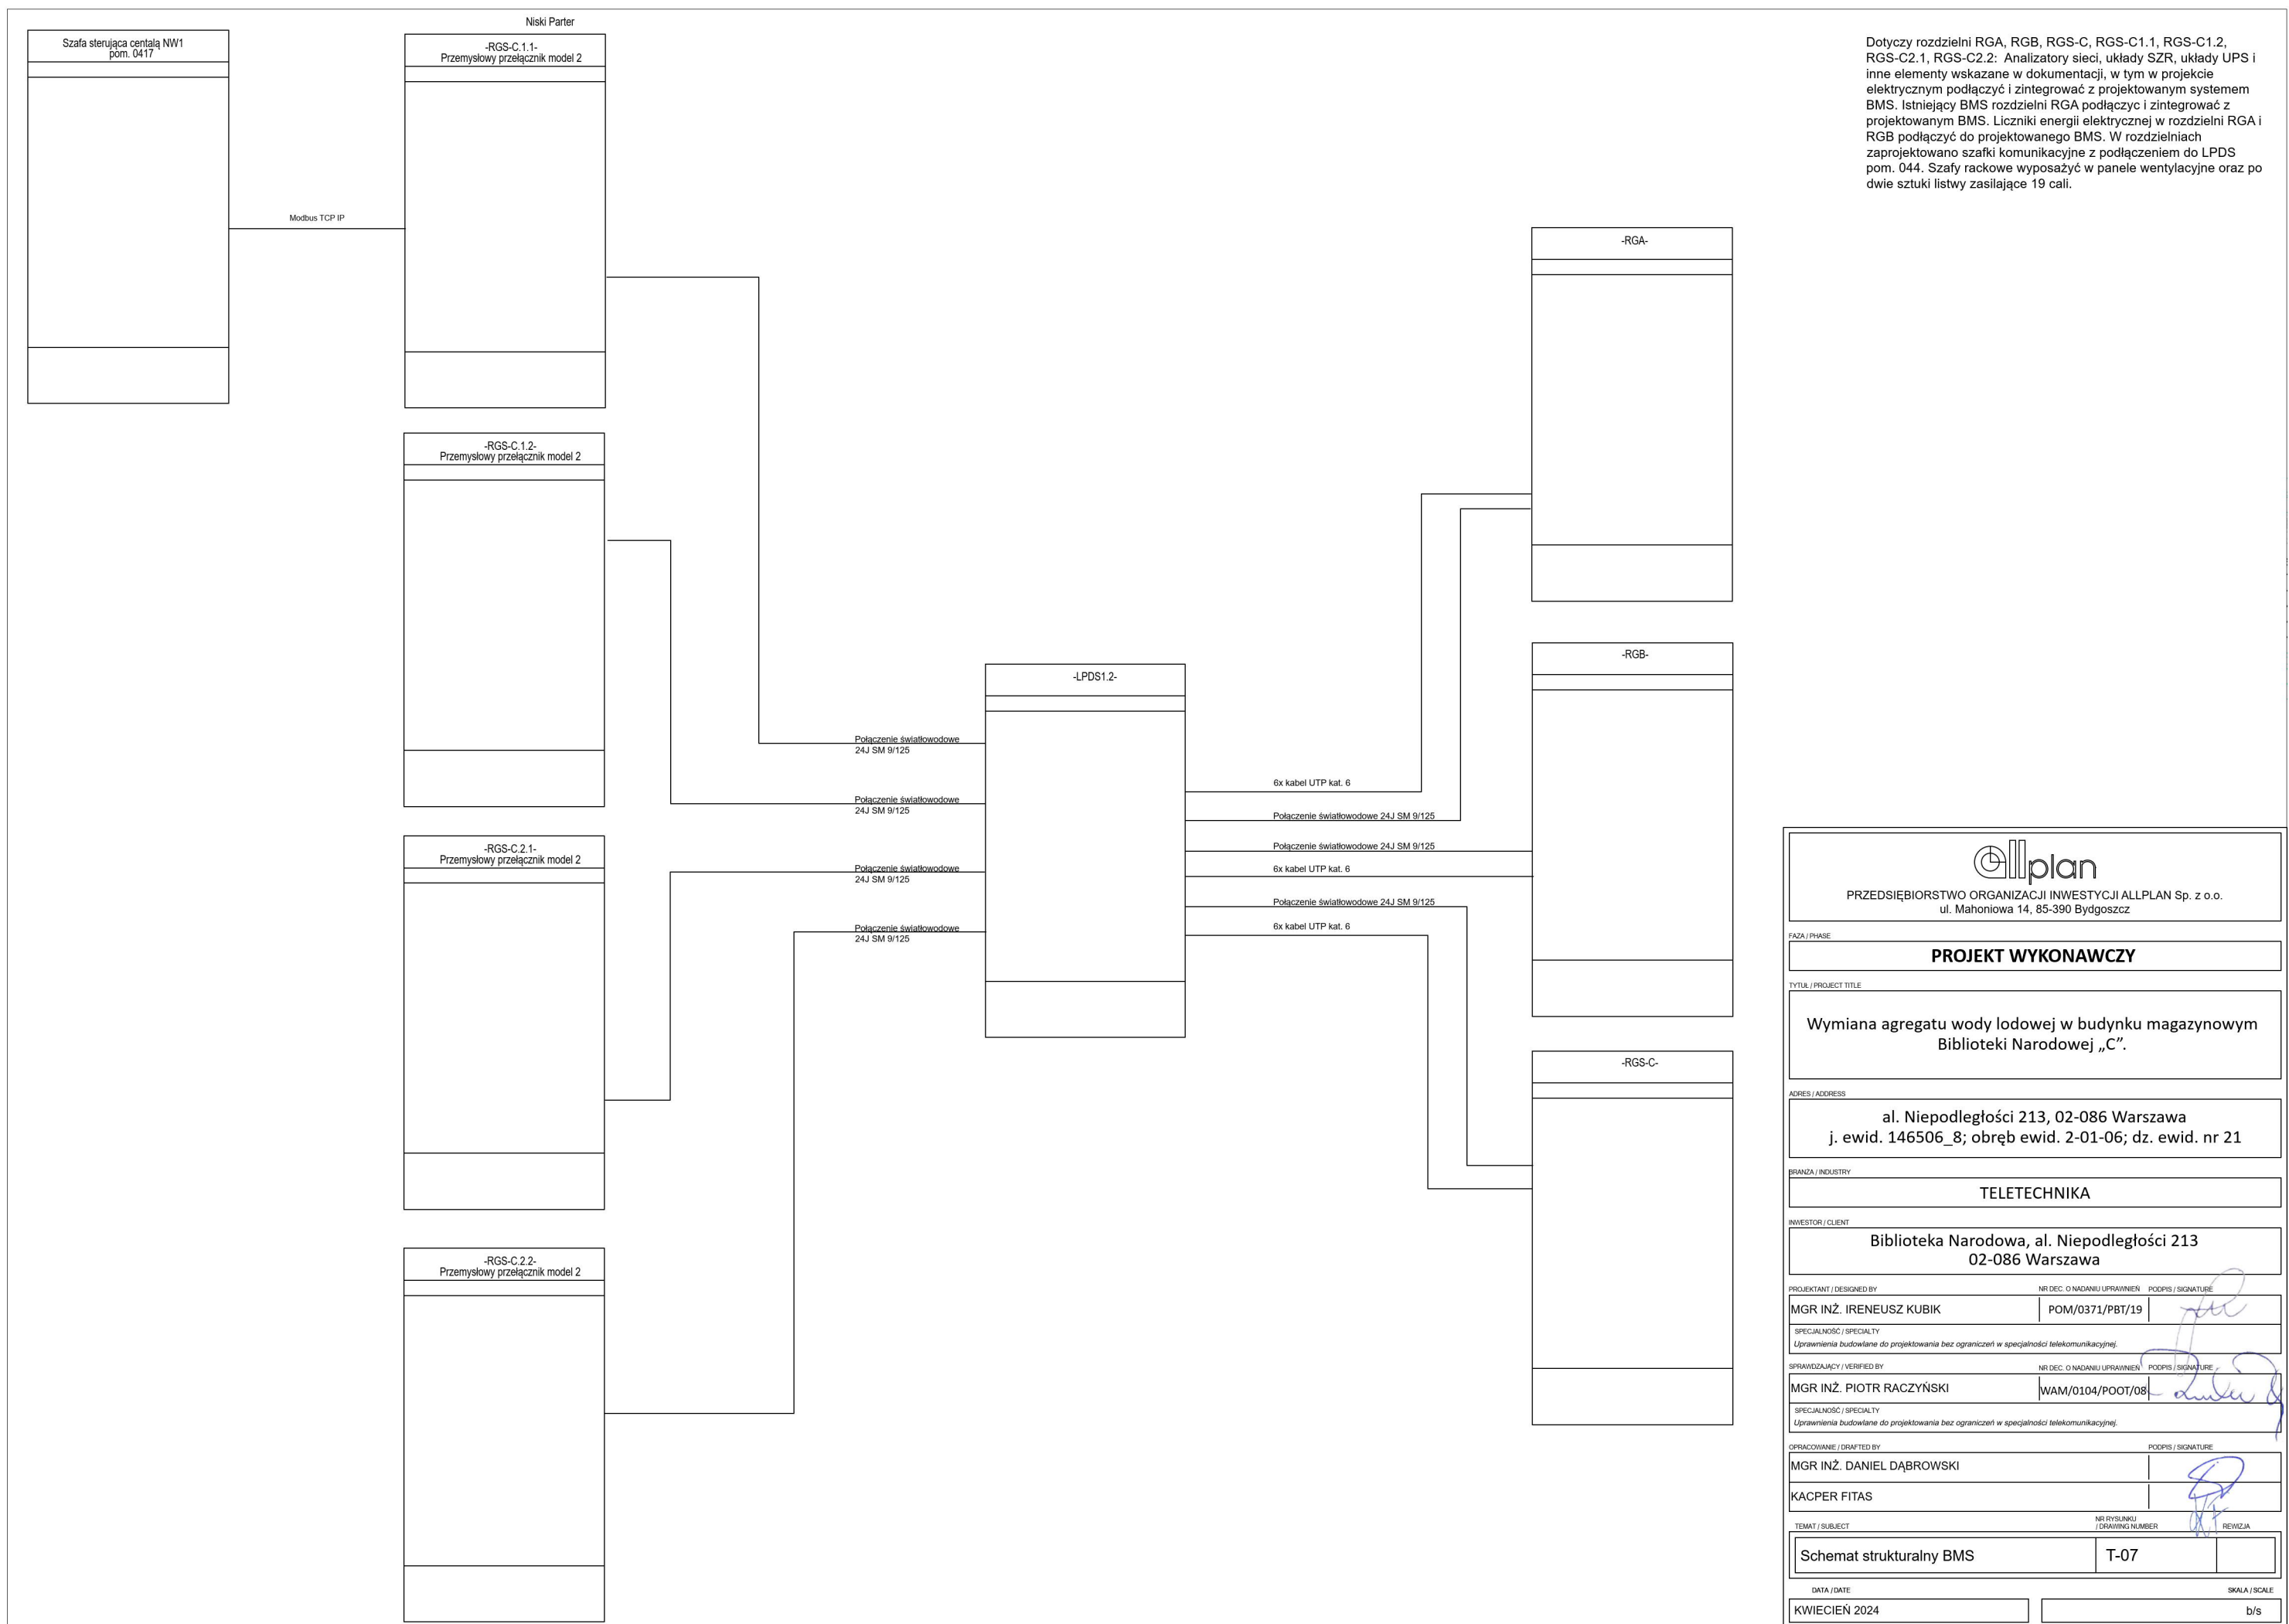 Niski Parter
Szafa sterująca centalą NW1
pom. 0417
-RGS-C.1.1-
Przemysłowy przełącznik model 2
Modbus TCP IP
-RGS-C.1.2-
Przemysłowy przełącznik model 2
-RGS-C.2.1-
Przemysłowy przełącznik model 2
-RGS-C.2.2-
Przemysłowy przełącznik model 2
Połączenie światłowodowe
24J SM 9/125
Połączenie światłowodowe
24J SM 9/125
Połączenie światłowodowe
24J SM 9/125
Połączenie światłowodowe
24J SM 9/125
-LPDS1.2-
6x kabel UTP kat. 6
Połączenie światłowodowe 24J SM 9/125
Połączenie światłowodowe 24J SM 9/125
6x kabel UTP kat. 6
Połączenie światłowodowe 24J SM 9/125
6x kabel UTP kat. 6
-RGA-
-RGB-
-RGS-C-
Dotyczy rozdzielni RGA, RGB, RGS-C, RGS-C1.1, RGS-C1.2,
RGS-C2.1, RGS-C2.2: Analizatory sieci, układy SZR, układy UPS i
inne elementy wskazane w dokumentacji, w tym w projekcie
elektrycznym podłączyć i zintegrować z projektowanym systemem
BMS. Istniejący BMS rozdzielni RGA podłączyc i zintegrować z
projektowanym BMS. Liczniki energii elektrycznej w rozdzielni RGA i
RGB podłączyć do projektowanego BMS. W rozdzielniach
zaprojektowano szafki komunikacyjne z podłączeniem do LPDS
pom. 044. Szafy rackowe wyposażyć w panele wentylacyjne oraz po
dwie sztuki listwy zasilające 19 cali.
allplan
PRZEDSIĘBIORSTWO ORGANIZACJI INWESTYCJI ALLPLAN Sp. z o.o.
ul. Mahoniowa 14, 85-390 Bydgoszcz
FAZA / PHASE
PROJEKT WYKONAWCZY
TYTUŁ / PROJECT TITLE
Wymiana agregatu wody lodowej w budynku magazynowym
Biblioteki Narodowej „C”.
ADRES / ADDRESS
al. Niepodległości 213, 02-086 Warszawa
j. ewid. 146506_8; obręb ewid. 2-01-06; dz. ewid. nr 21
BRANŻA / INDUSTRY
TELETECHNIKA
INWESTOR / CLIENT
Biblioteka Narodowa, al. Niepodległości 213
02-086 Warszawa
PROJEKTANT / DESIGNED BY NR DEC. O NADANIU UPRAWNIEŃ PODPIS / SIGNATURE
MGR INŻ. IRENEUSZ KUBIK POM/0371/PBT/19
SPECJALNOŚĆ / SPECIALTY
Uprawnienia budowlane do projektowania bez ograniczeń w specjalności telekomunikacyjnej.
SPRAWDZAJĄCY / VERIFIED BY NR DEC. O NADANIU UPRAWNIEŃ PODPIS / SIGNATURE
MGR INŻ. PIOTR RACZYŃSKI WAM/0104/POOT/08
SPECJALNOŚĆ / SPECIALTY
Uprawnienia budowlane do projektowania bez ograniczeń w specjalności telekomunikacyjnej.
OPRACOWANIE / DRAFTED BY PODPIS / SIGNATURE
MGR INŻ. DANIEL DĄBROWSKI
KACPER FITAS
TEMAT / SUBJECT NR RYSUNKU / DRAWING NUMBER REWIZJA
Schemat strukturalny BMS T-07
DATA / DATE SKALA / SCALE
KWIECIEŃ 2024 b/s